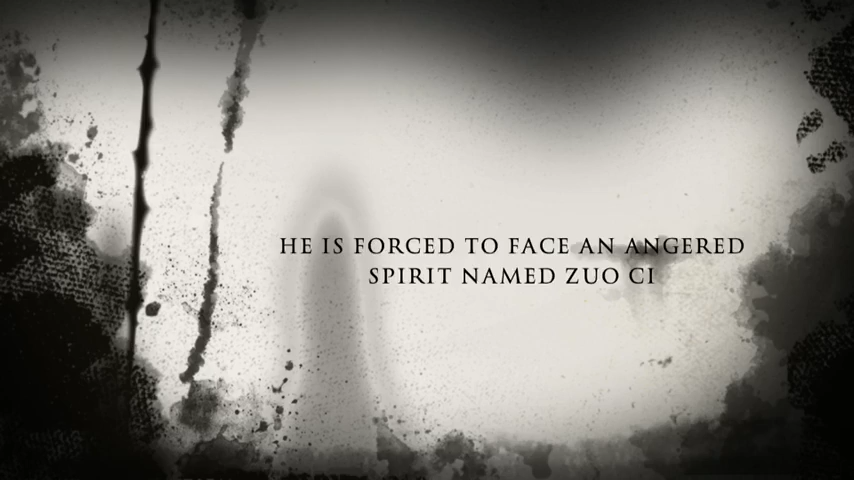 HE IS FORCED TO FACE AN ANGERED
SPIRIT NAMED ZUO CI